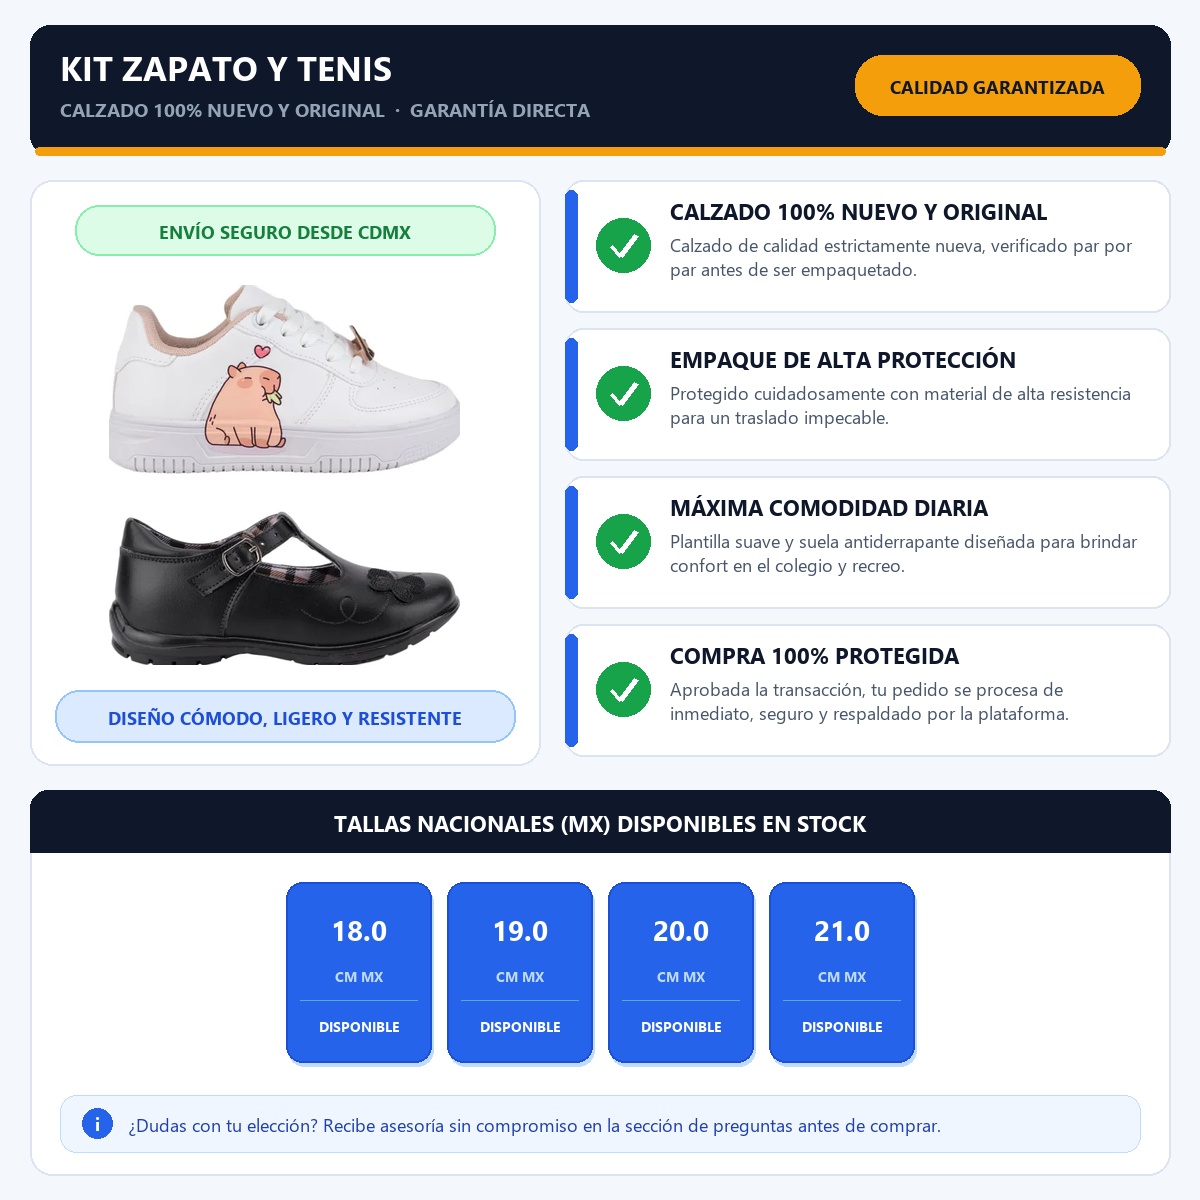 KIT ZAPATO Y TENIS
CALZADO 100% NUEVO Y ORIGINAL · GARANTÍA DIRECTA
CALIDAD GARANTIZADA
ENVÍO SEGURO DESDE CDMX
DISEÑO CÓMODO, LIGERO Y RESISTENTE
CALZADO 100% NUEVO Y ORIGINAL
Calzado de calidad estrictamente nueva, verificado par por
par antes de ser empaquetado.
EMPAQUE DE ALTA PROTECCIÓN
Protegido cuidadosamente con material de alta resistencia
para un traslado impecable.
MÁXIMA COMODIDAD DIARIA
Plantilla suave y suela antiderrapante diseñada para brindar
confort en el colegio y recreo.
COMPRA 100% PROTEGIDA
Aprobada la transacción, tu pedido se procesa de
inmediato, seguro y respaldado por la plataforma.
TALLAS NACIONALES (MX) DISPONIBLES EN STOCK
18.0
CM MX
DISPONIBLE
19.0
CM MX
DISPONIBLE
20.0
CM MX
DISPONIBLE
21.0
CM MX
DISPONIBLE
i
¿Dudas con tu elección? Recibe asesoría sin compromiso en la sección de preguntas antes de comprar.